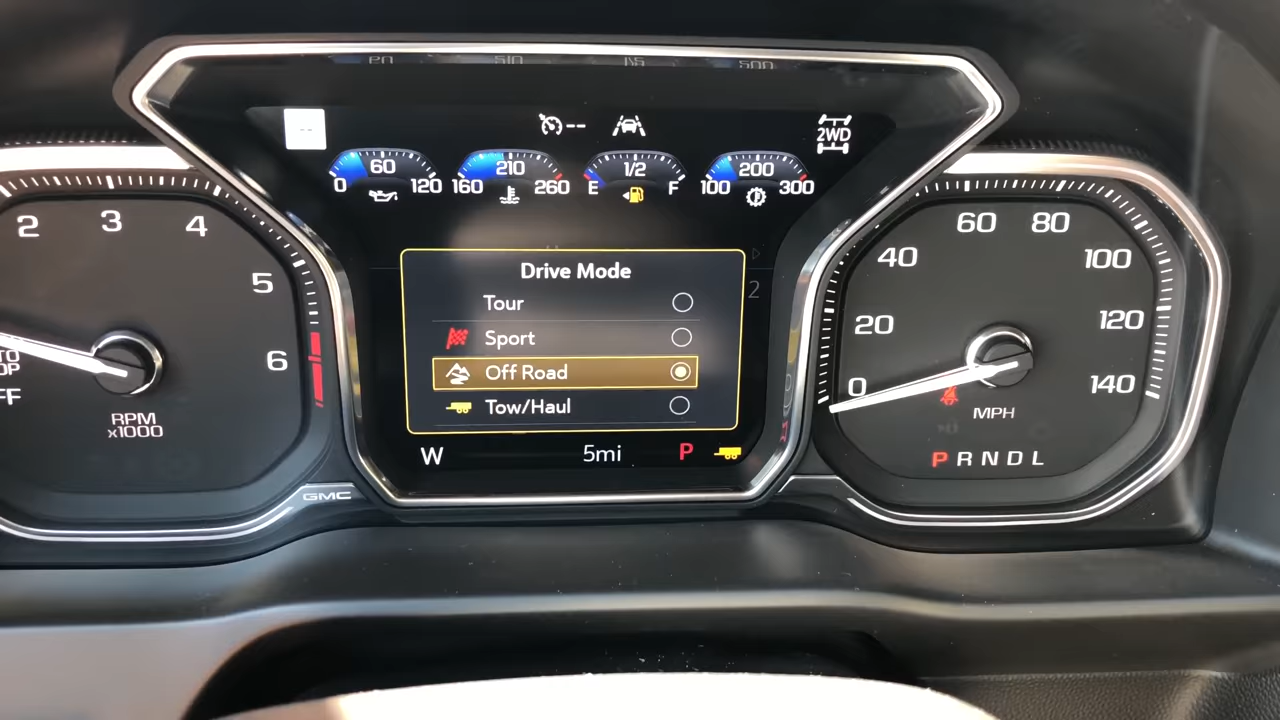 --
--
2WD
60
0 120
210
160 260
1/2
E F
200
100 300
2 3 4 5 6
RPM
x1000
GMC
Drive Mode
Tour
Sport
Off Road
Tow/Haul
W 5mi P
0 20 40 60 80 100 120 140
MPH
P R N D L